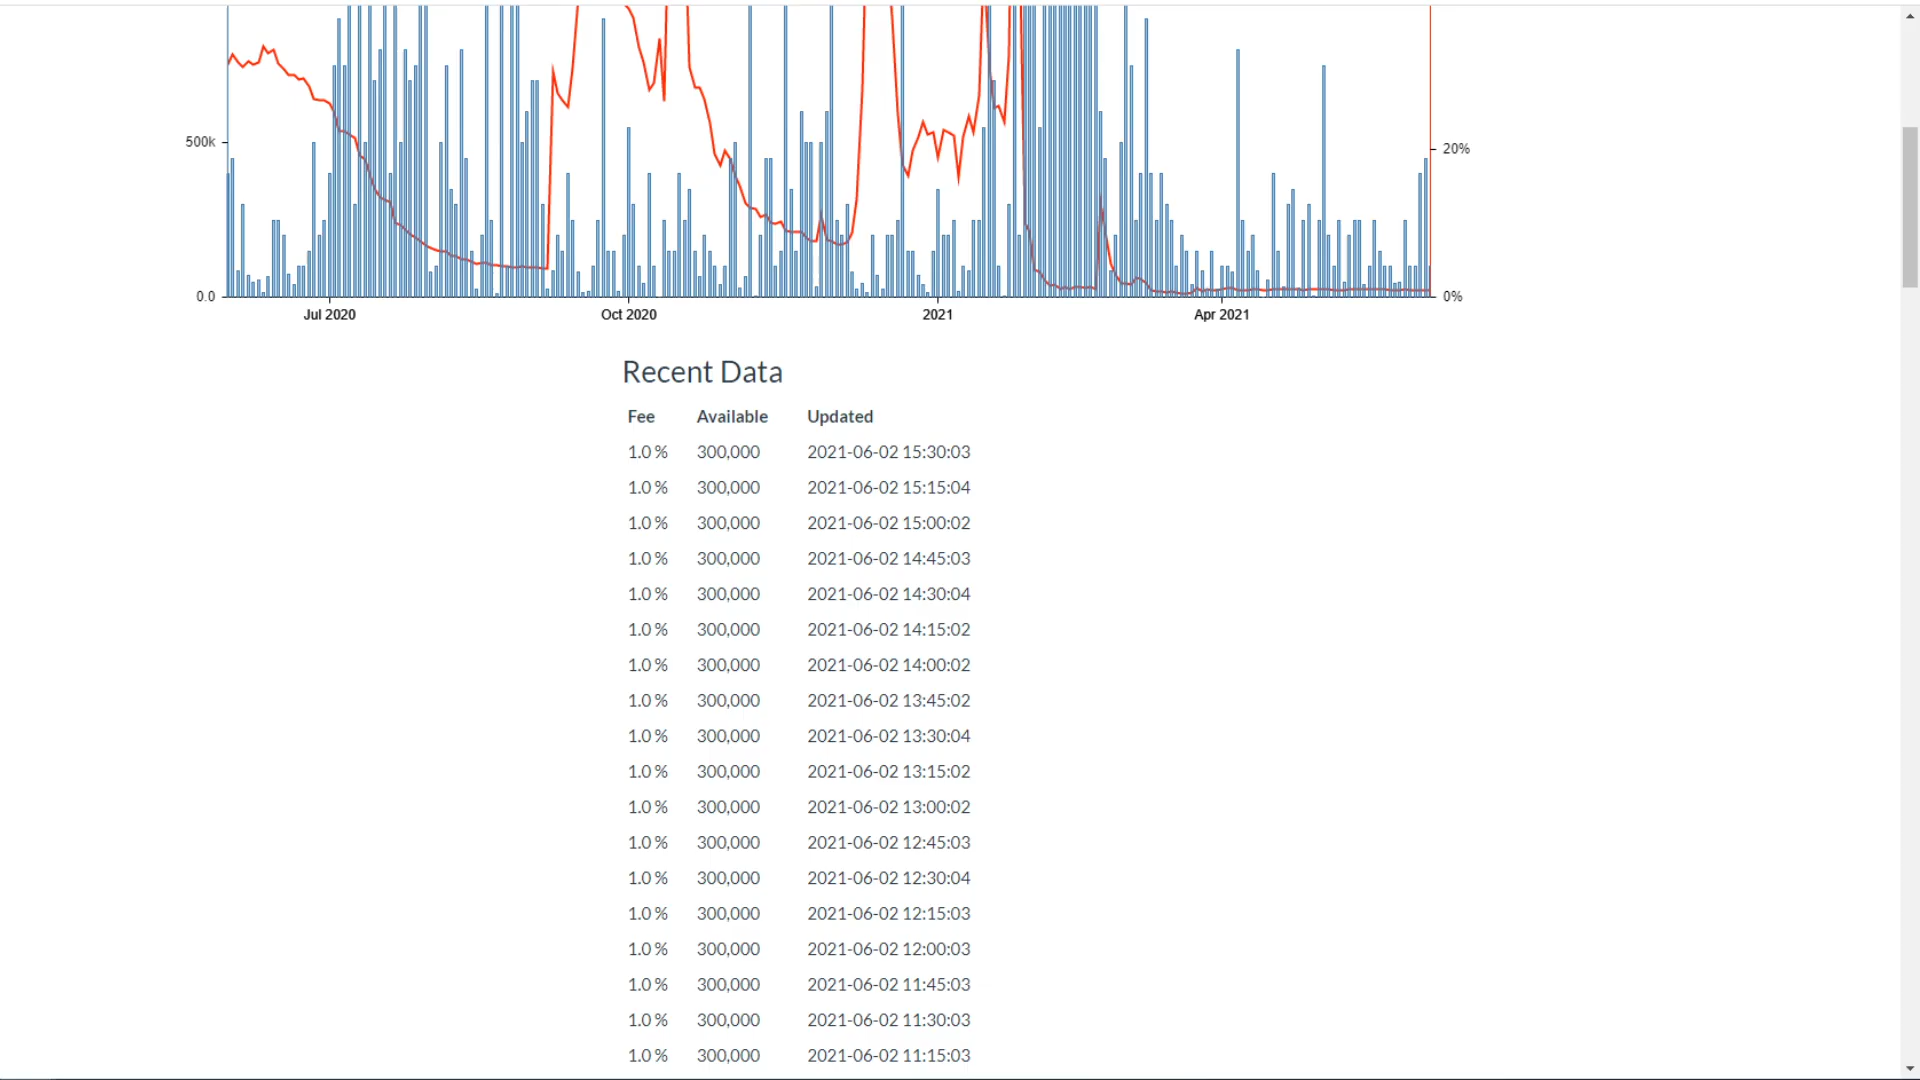 500k
20%
0.0
0%
Jul 2020 Oct 2020 2021 Apr 2021
Recent Data
Fee Available Updated
1.0 % 300,000 2021-06-02 15:30:03
1.0 % 300,000 2021-06-02 15:15:04
1.0 % 300,000 2021-06-02 15:00:02
1.0 % 300,000 2021-06-02 14:45:03
1.0 % 300,000 2021-06-02 14:30:04
1.0 % 300,000 2021-06-02 14:15:02
1.0 % 300,000 2021-06-02 14:00:02
1.0 % 300,000 2021-06-02 13:45:02
1.0 % 300,000 2021-06-02 13:30:04
1.0 % 300,000 2021-06-02 13:15:02
1.0 % 300,000 2021-06-02 13:00:02
1.0 % 300,000 2021-06-02 12:45:03
1.0 % 300,000 2021-06-02 12:30:04
1.0 % 300,000 2021-06-02 12:15:03
1.0 % 300,000 2021-06-02 12:00:03
1.0 % 300,000 2021-06-02 11:45:03
1.0 % 300,000 2021-06-02 11:30:03
1.0 % 300,000 2021-06-02 11:15:03